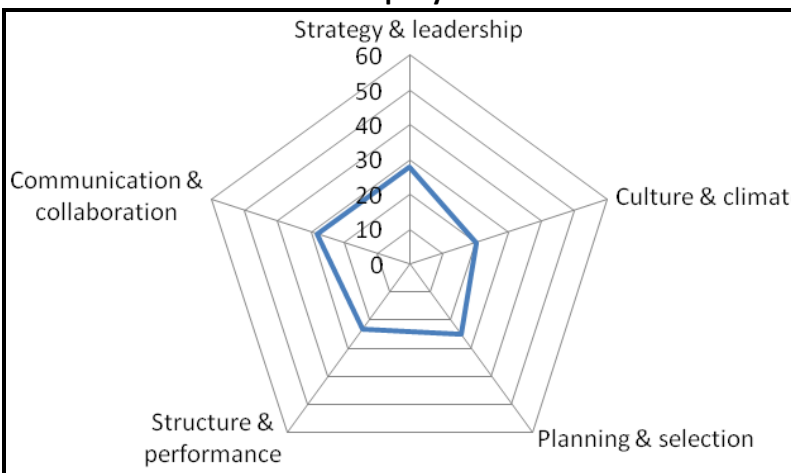 Strategy & leadership
60
50
40
30
20
10
0
Culture & climat
Planning & selection
Structure &
performance
Communication &
collaboration